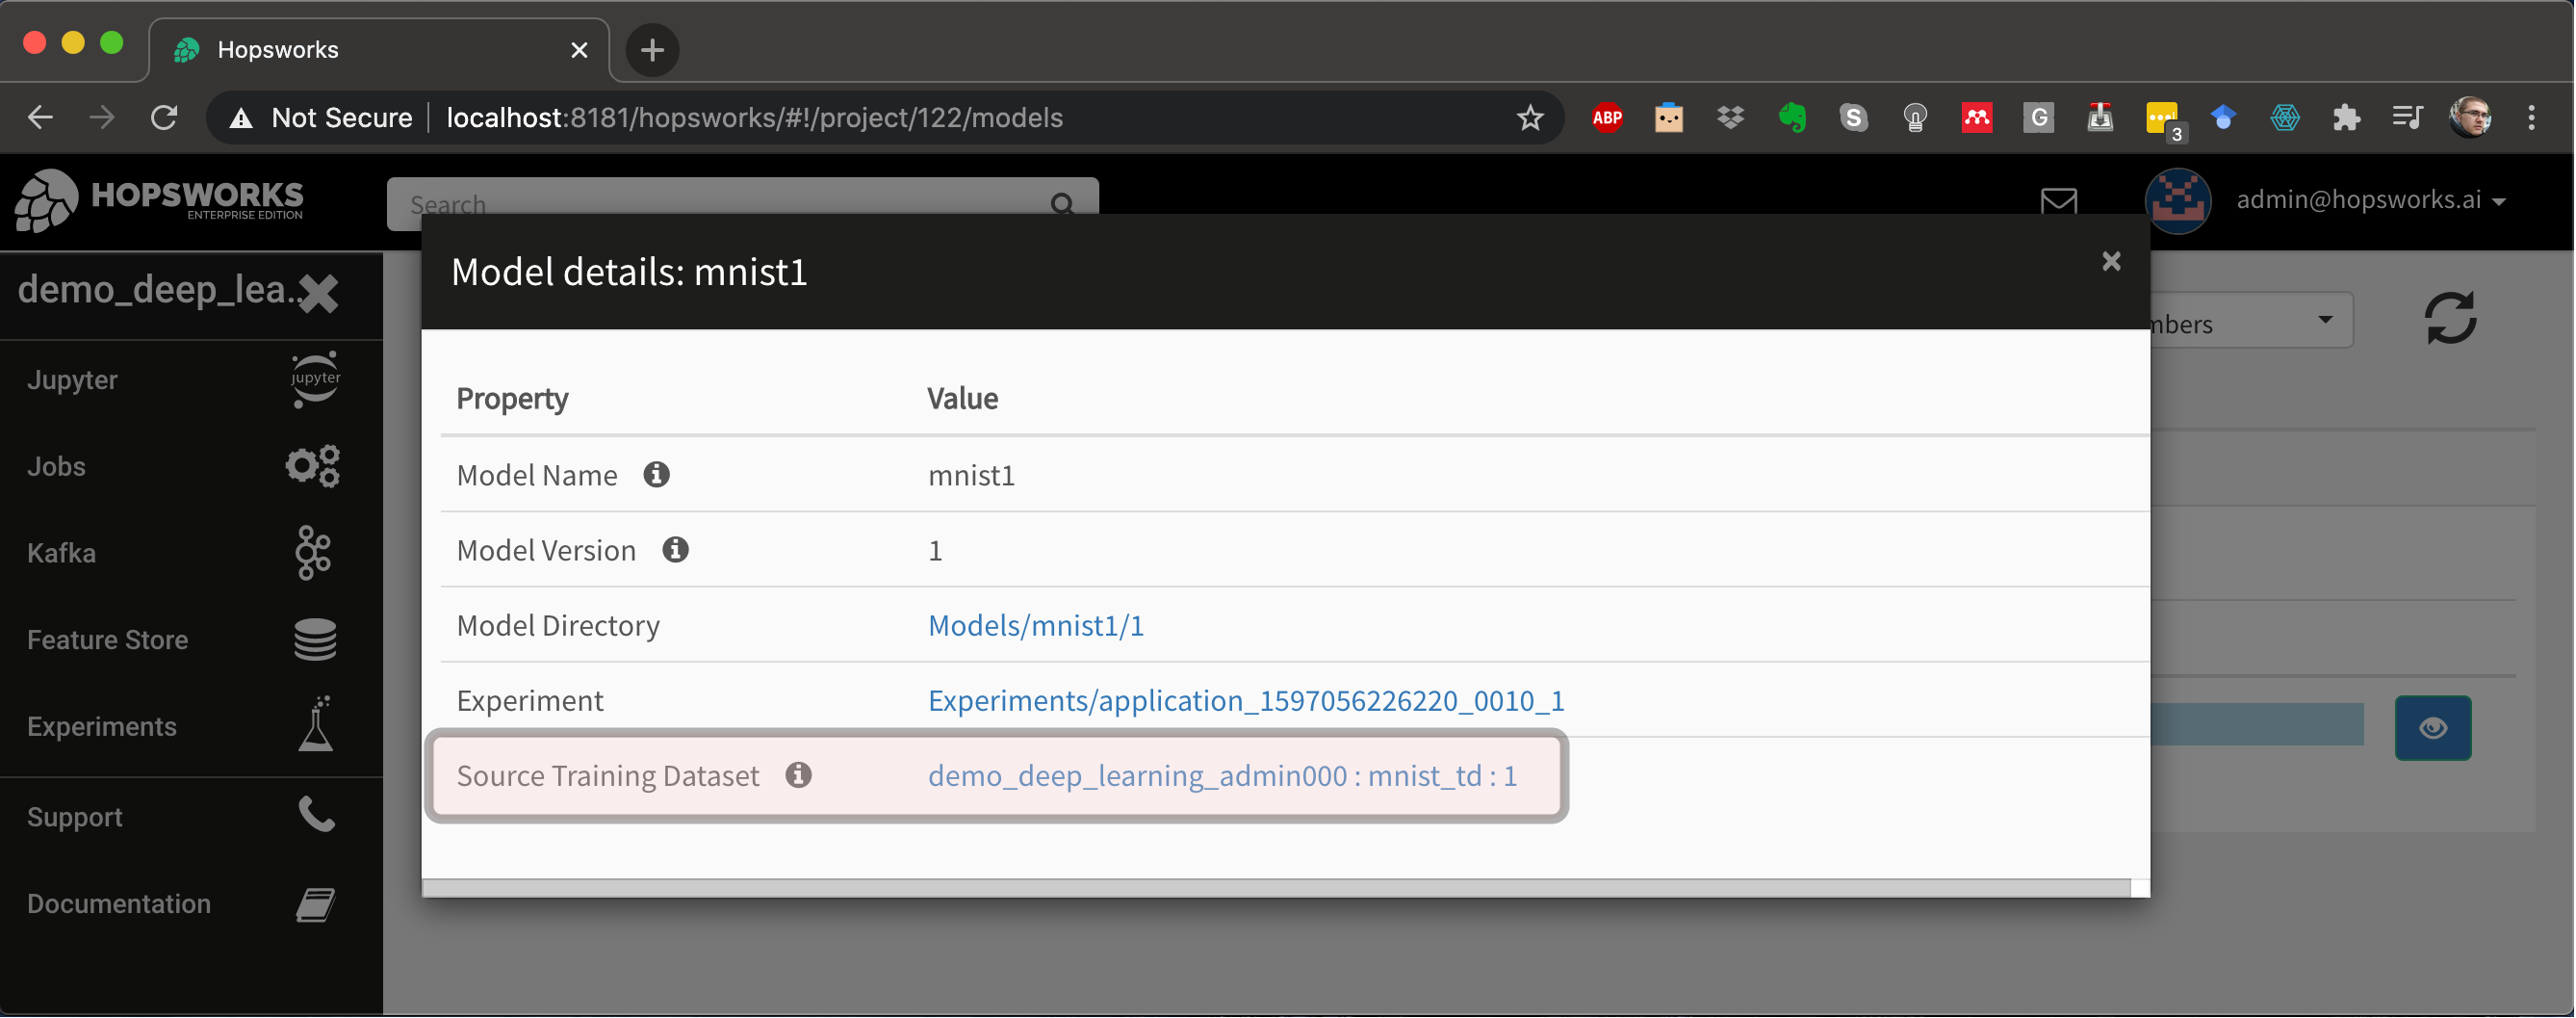 Hopsworks
Not Secure localhost:8181/hopsworks/#!/project/122/models
ABP
S
G
3
HOPSWORKS
ENTERPRISE EDITION
Search
admin@hopsworks.ai
demo_deep_lea...
Model details: mnist1
×
Jupyter
jupyter
Jobs
Kafka
Feature Store
Experiments
Support
Documentation
Property Value
Model Name mnist1
Model Version 1
Model Directory Models/mnist1/1
Experiment Experiments/application_1597056226220_0010_1
Source Training Dataset demo_deep_learning_admin000 : mnist_td : 1